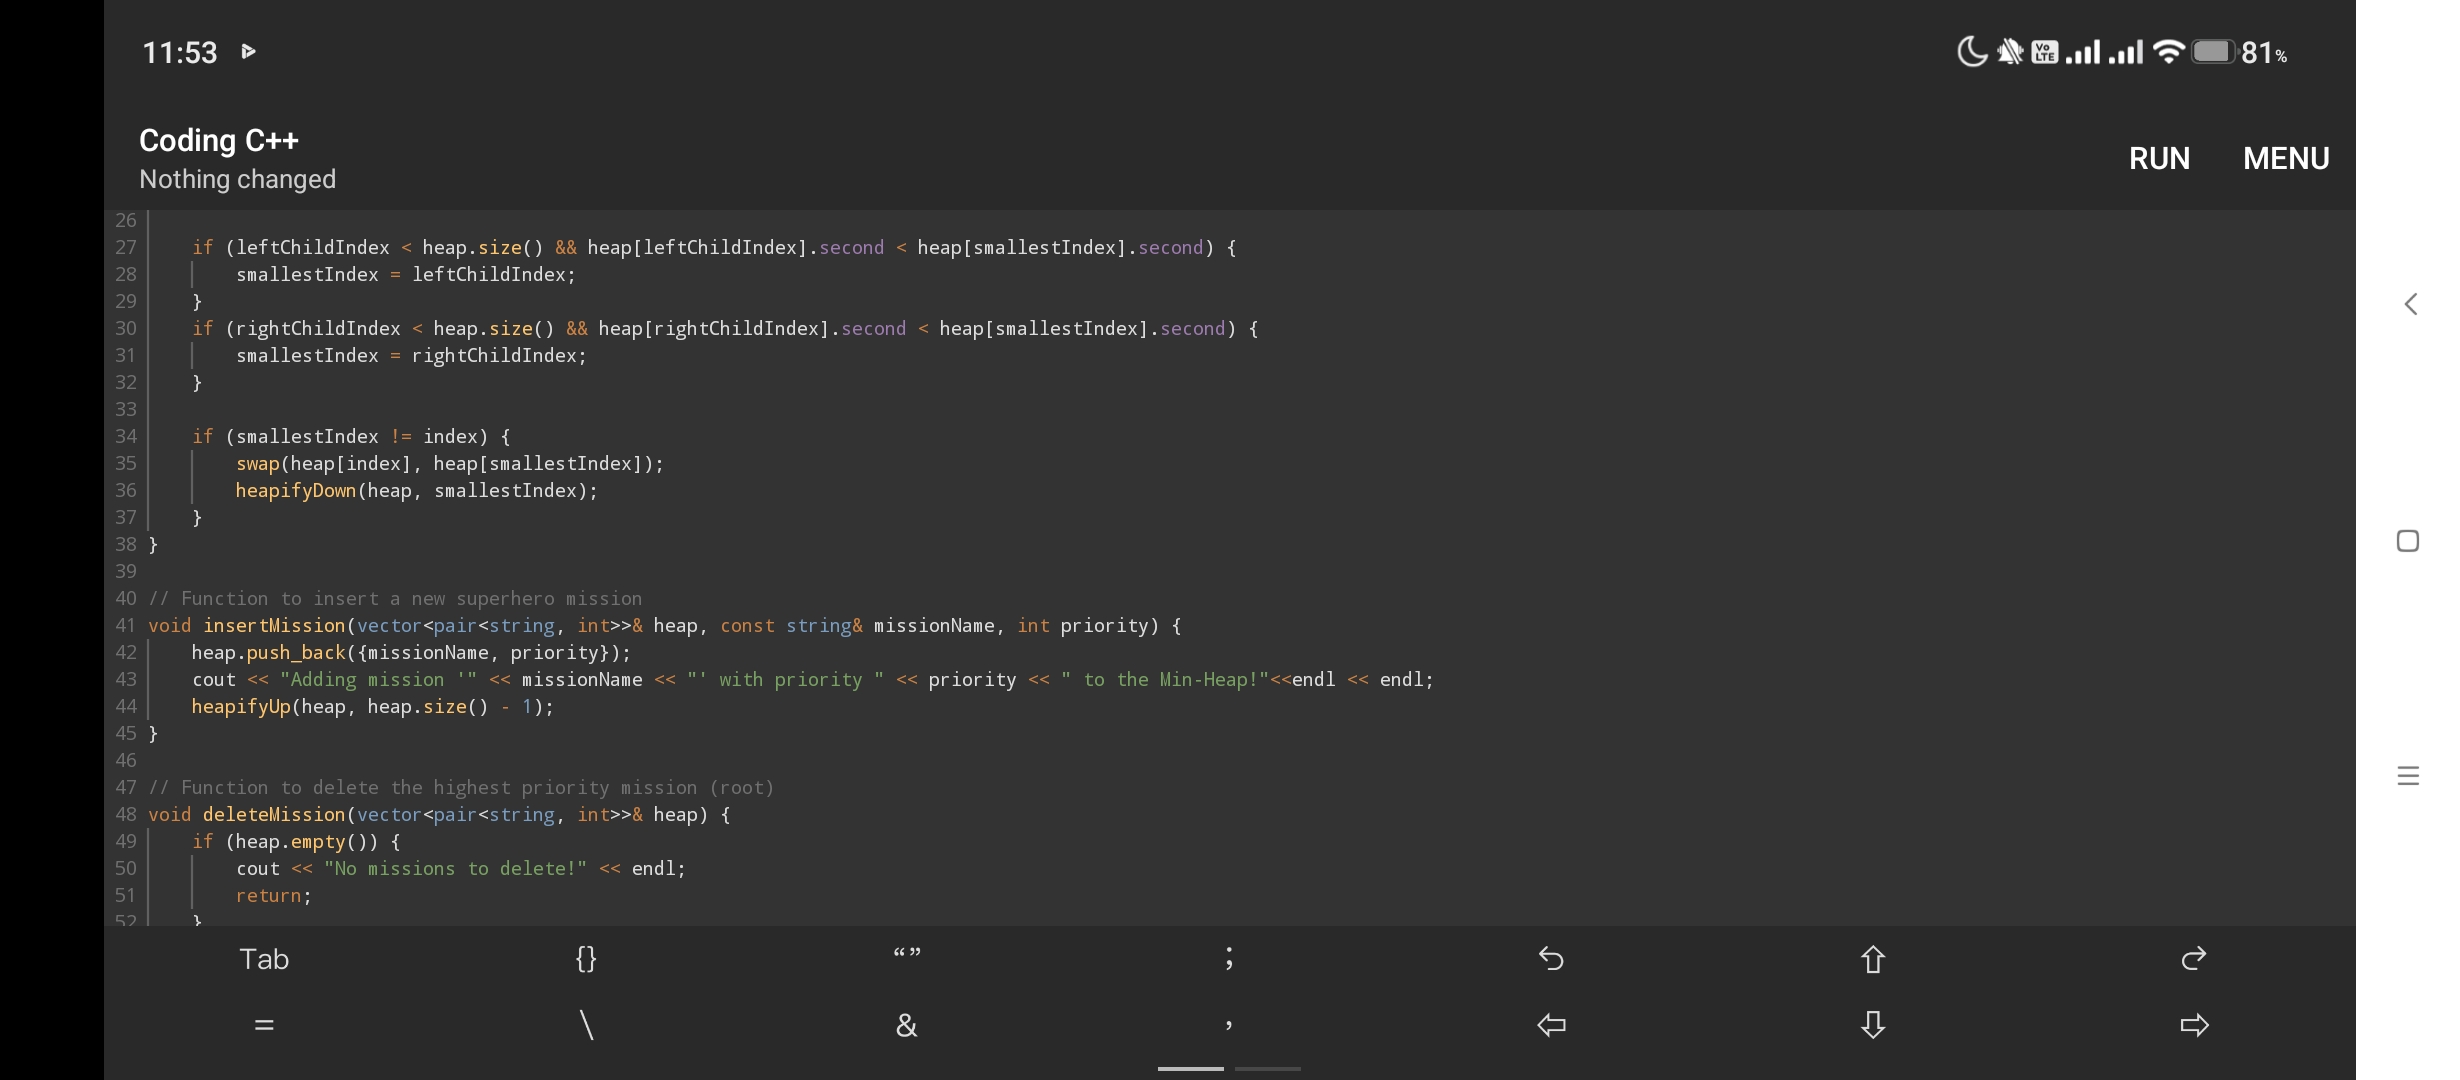 11:53 Vo LTE 81%
Coding C++
Nothing changed
RUN MENU
26
27     if (leftChildIndex < heap.size() && heap[leftChildIndex].second < heap[smallestIndex].second) {
28         smallestIndex = leftChildIndex;
29     }
30     if (rightChildIndex < heap.size() && heap[rightChildIndex].second < heap[smallestIndex].second) {
31         smallestIndex = rightChildIndex;
32     }
33
34     if (smallestIndex != index) {
35         swap(heap[index], heap[smallestIndex]);
36         heapifyDown(heap, smallestIndex);
37     }
38 }
39
40 // Function to insert a new superhero mission
41 void insertMission(vector<pair<string, int>>& heap, const string& missionName, int priority) {
42     heap.push_back({missionName, priority});
43     cout << "Adding mission '" << missionName << "' with priority " << priority << " to the Min-Heap!"<<endl << endl;
44     heapifyUp(heap, heap.size() - 1);
45 }
46
47 // Function to delete the highest priority mission (root)
48 void deleteMission(vector<pair<string, int>>& heap) {
49     if (heap.empty()) {
50         cout << "No missions to delete!" << endl;
51         return;
52     }
Tab {} “” ;
= \ & ,